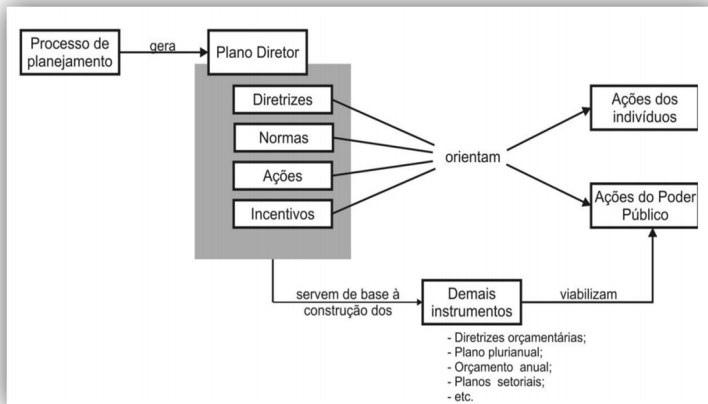 Processo de
planejamento
gera
Plano Diretor
Diretrizes
Normas
Ações
Incentivos
orientam
Ações dos
indivíduos
Ações do Poder
Público
servem de base à
construção dos
Demais
instrumentos
viabilizam
- Diretrizes orçamentárias;
- Plano plurianual;
- Orçamento anual;
- Planos setoriais;
- etc.